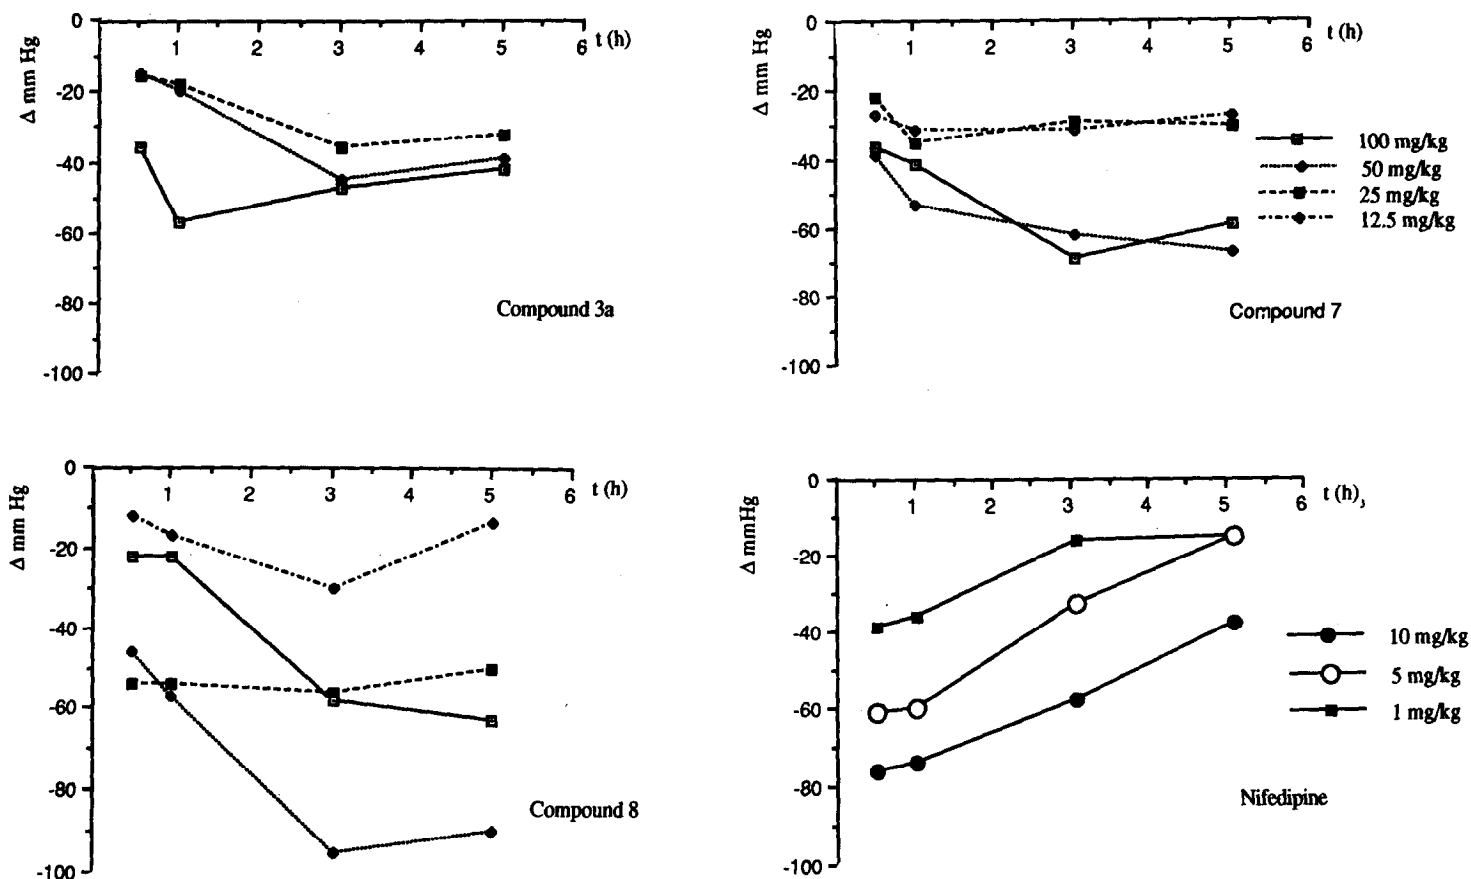 0
1
2
3
4
5
6
t (h)
-20
-40
-60
-80
-100
Δ mm Hg
Compound 3a
0
1
2
3
4
5
6
t (h)
-20
-40
-60
-80
-100
Δ mm Hg
100 mg/kg
50 mg/kg
25 mg/kg
12.5 mg/kg
Compound 7
0
1
2
3
4
5
6
t (h)
-20
-40
-60
-80
-100
Δ mm Hg
Compound 8
0
1
2
3
4
5
6
t (h)
-20
-40
-60
-80
-100
Δ mmHg
10 mg/kg
5 mg/kg
1 mg/kg
Nifedipine